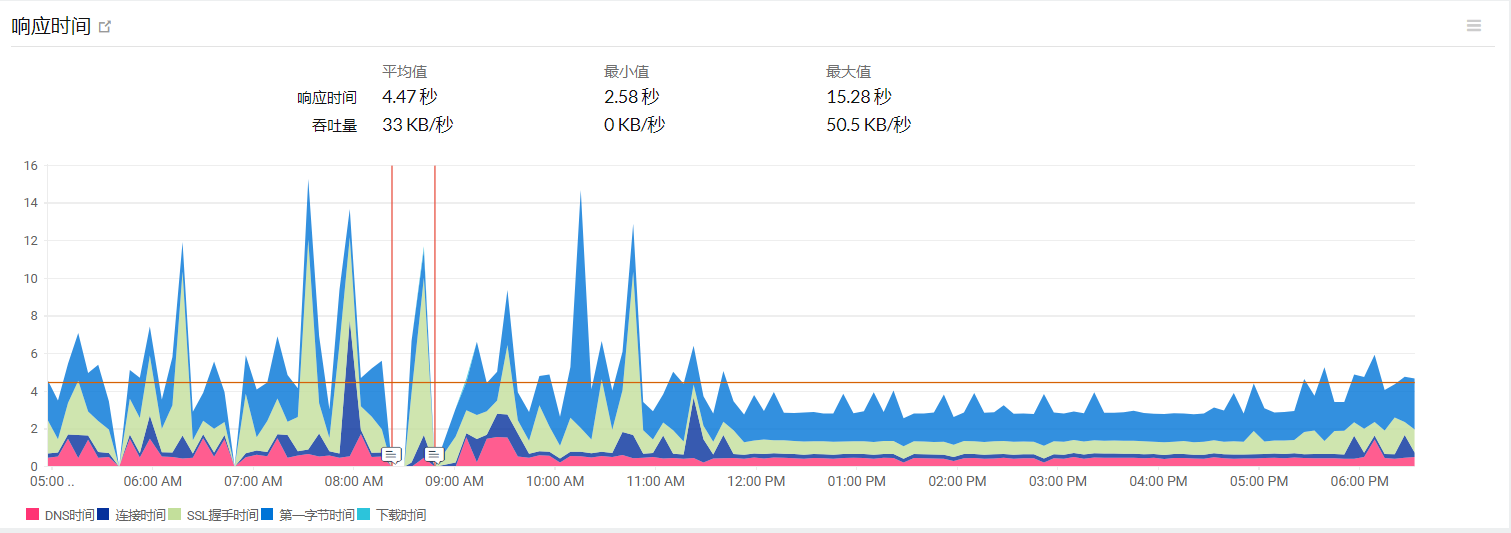 响应时间
平均值 最小值 最大值
响应时间 4.47 秒 2.58 秒 15.28 秒
吞吐量 33 KB/秒 0 KB/秒 50.5 KB/秒
16
14
12
10
8
6
4
2
0
05:00 .. 06:00 AM 07:00 AM 08:00 AM 09:00 AM 10:00 AM 11:00 AM 12:00 PM 01:00 PM 02:00 PM 03:00 PM 04:00 PM 05:00 PM 06:00 PM
DNS时间 连接时间 SSL握手时间 第一字节时间 下载时间